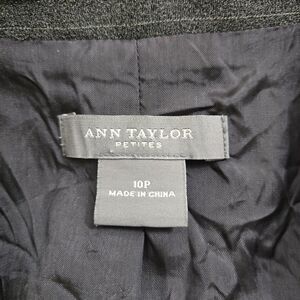 ANN TAYLOR
PETITES
10P
MADE IN CHINA